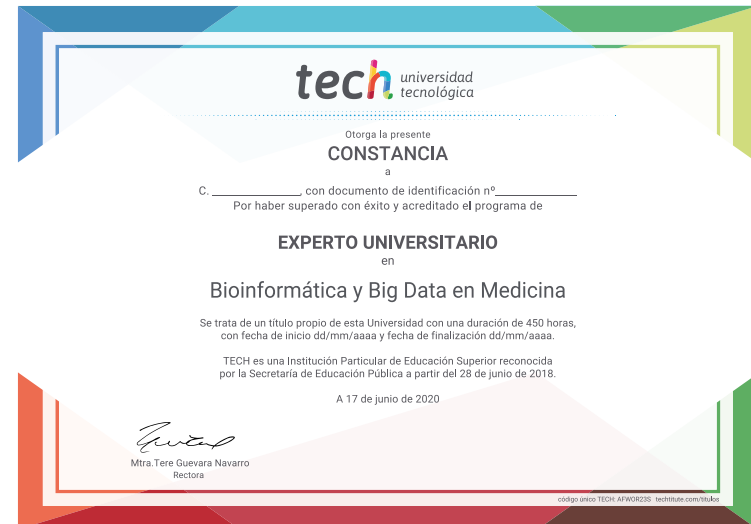 tech universidad
tecnológica
Otorga la presente
CONSTANCIA
a
C. ______________, con documento de identificación nº______________
Por haber superado con éxito y acreditado el programa de
EXPERTO UNIVERSITARIO
en
Bioinformática y Big Data en Medicina
Se trata de un título propio de esta Universidad con una duración de 450 horas,
con fecha de inicio dd/mm/aaaa y fecha de finalización dd/mm/aaaa.
TECH es una Institución Particular de Educación Superior reconocida
por la Secretaría de Educación Pública a partir del 28 de junio de 2018.
A 17 de junio de 2020
Mtra.Tere Guevara Navarro
Rectora
código único TECH: AFWOR23S techtitute.com/titulos